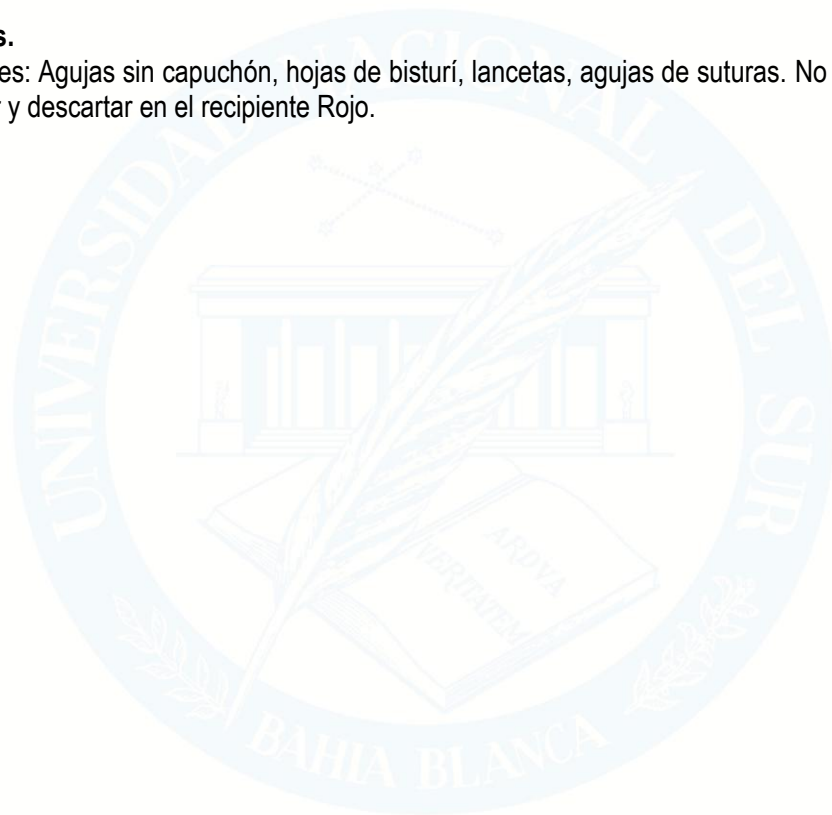 s.
es: Agujas sin capuchón, hojas de bisturí, lancetas, agujas de suturas. No
r y descartar en el recipiente Rojo.
UNIVERSIDAD NACIONAL DEL SUR
ARDVA
VERITATEM
BAHIA BLANCA